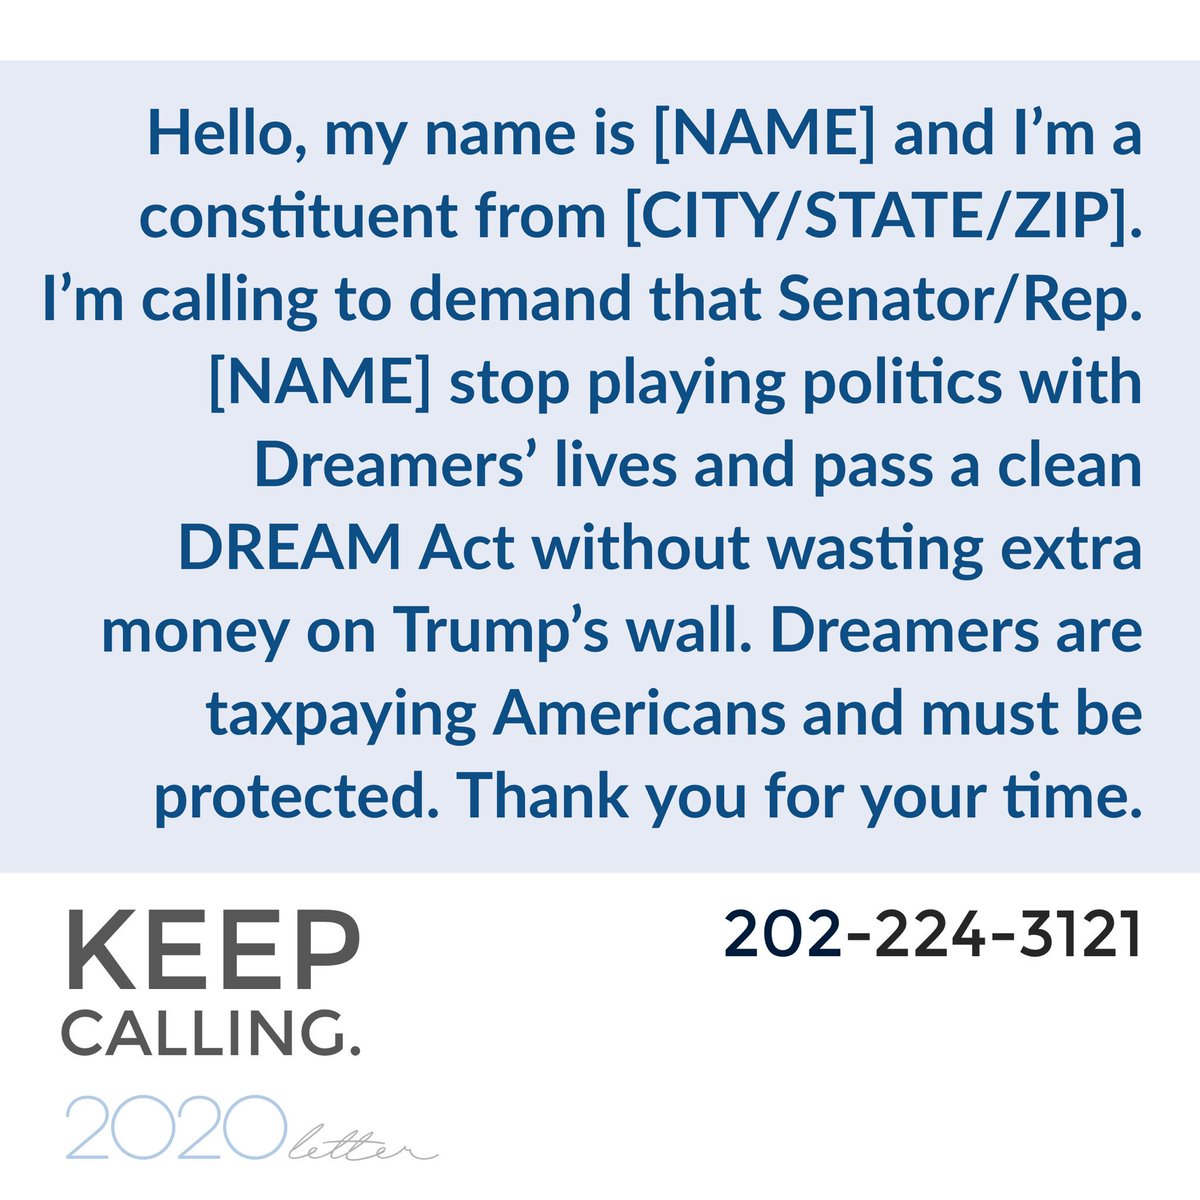 Hello, my name is [NAME] and I’m a
constituent from [CITY/STATE/ZIP].
I’m calling to demand that Senator/Rep.
[NAME] stop playing politics with
Dreamers’ lives and pass a clean
DREAM Act without wasting extra
money on Trump’s wall. Dreamers are
taxpaying Americans and must be
protected. Thank you for your time.
KEEP
CALLING.
202-224-3121
2020 letter